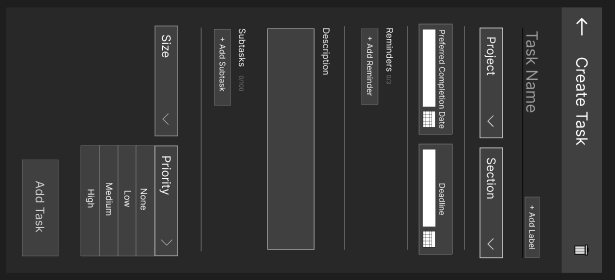 Create Task
Task Name
+ Add Label
Project
Section
Preferred Completion Date
Deadline
Reminders 0/3
+ Add Reminder
Description
Subtasks 0/100
+ Add Subtask
Size
Priority
None
Low
Medium
High
Add Task